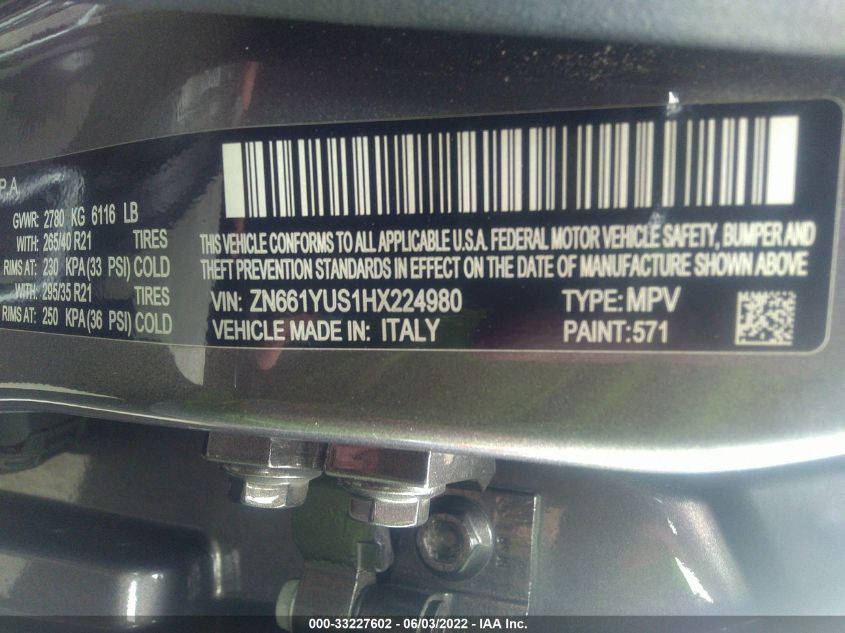 P A
GVWR: 2780 KG 6116 LB
WITH: 265/40 R21 TIRES
RIMS AT: 230 KPA(33 PSI) COLD
WITH: 295/35 R21 TIRES
RIMS AT: 250 KPA(36 PSI) COLD
THIS VEHICLE CONFORMS TO ALL APPLICABLE U.S.A. FEDERAL MOTOR VEHICLE SAFETY, BUMPER AND
THEFT PREVENTION STANDARDS IN EFFECT ON THE DATE OF MANUFACTURE SHOWN ABOVE
VIN: ZN661YUS1HX224980 TYPE: MPV
VEHICLE MADE IN: ITALY PAINT:571
000-33227602 - 06/03/2022 - IAA Inc.